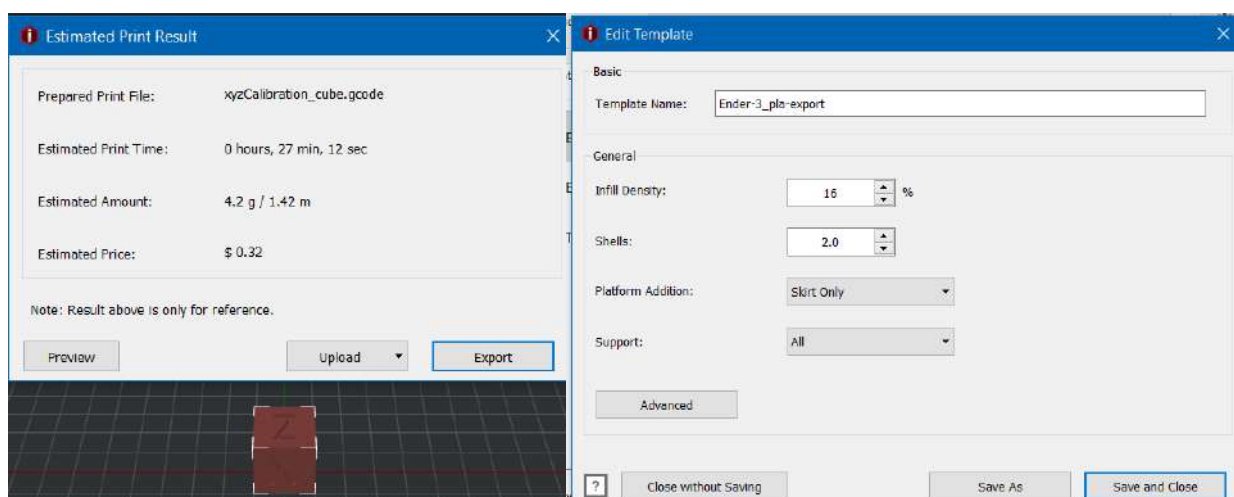 Estimated Print Result
Prepared Print File: xyzCalibration_cube.gcode
Estimated Print Time: 0 hours, 27 min, 12 sec
Estimated Amount: 4.2 g / 1.42 m
Estimated Price: $ 0.32
Note: Result above is only for reference.
Preview Upload Export
Z
Edit Template
Basic
Template Name: Ender-3_pla-export
General
Infill Density: 16 %
Shells: 2.0
Platform Addition: Skirt Only
Support: All
Advanced
? Close without Saving Save As Save and Close